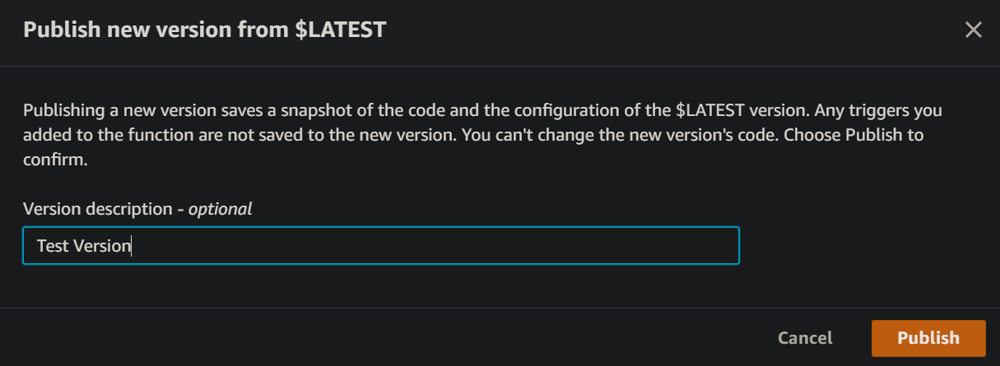 Publish new version from $LATEST
Publishing a new version saves a snapshot of the code and the configuration of the $LATEST version. Any triggers you
added to the function are not saved to the new version. You can't change the new version's code. Choose Publish to
confirm.
Version description - optional
Test Version
Cancel
Publish